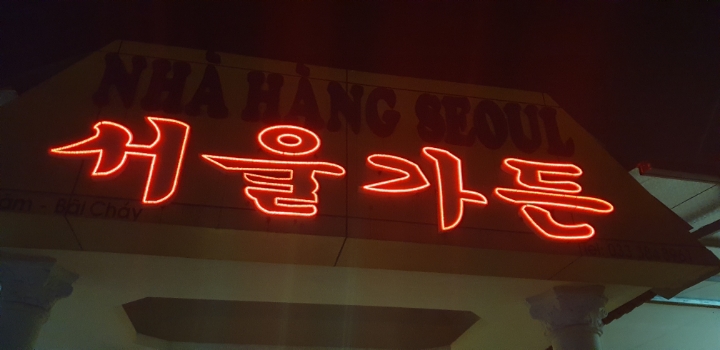 NHÀ HÀNG SEOUL
서울가든
- Bãi Cháy